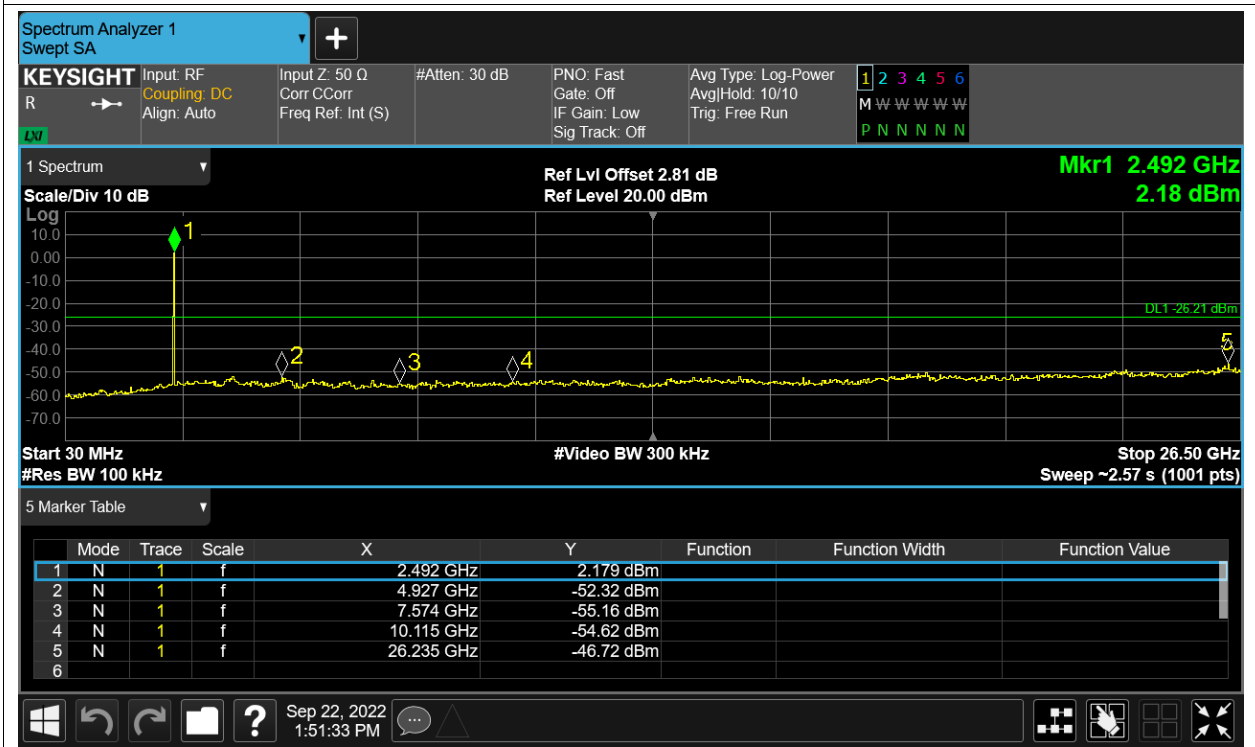 Spectrum Analyzer 1
Swept SA
+
KEYSIGHT Input: RF Input Z: 50 Ω #Atten: 30 dB PNO: Fast Avg Type: Log-Power 1 2 3 4 5 6
R Coupling: DC Corr CCorr Gate: Off Avg|Hold: 10/10 M W W W W W
Align: Auto Freq Ref: Int (S) IF Gain: Low Trig: Free Run
LXI Sig Track: Off P N N N N N
1 Spectrum Ref Lvl Offset 2.81 dB Mkr1 2.492 GHz
Scale/Div 10 dB Ref Level 20.00 dBm 2.18 dBm
Log
10.0 1
0.00
-10.0
-20.0
DL1 -26.21 dBm
-30.0
-40.0 2 3 4 5
-50.0
-60.0
-70.0
Start 30 MHz #Video BW 300 kHz Stop 26.50 GHz
#Res BW 100 kHz Sweep ~2.57 s (1001 pts)
5 Marker Table
Mode Trace Scale X Y Function Function Width Function Value
1 N 1 f 2.492 GHz 2.179 dBm
2 N 1 f 4.927 GHz -52.32 dBm
3 N 1 f 7.574 GHz -55.16 dBm
4 N 1 f 10.115 GHz -54.62 dBm
5 N 1 f 26.235 GHz -46.72 dBm
6
? Sep 22, 2022
1:51:33 PM